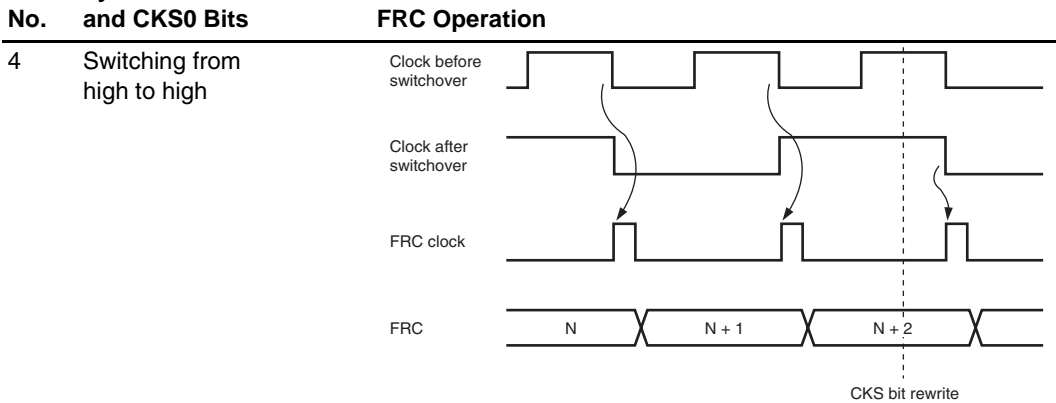 No. and CKS0 Bits FRC Operation
4 Switching from Clock before
high to high switchover
Clock after
switchover
FRC clock
FRC N N + 1 N + 2
CKS bit rewrite